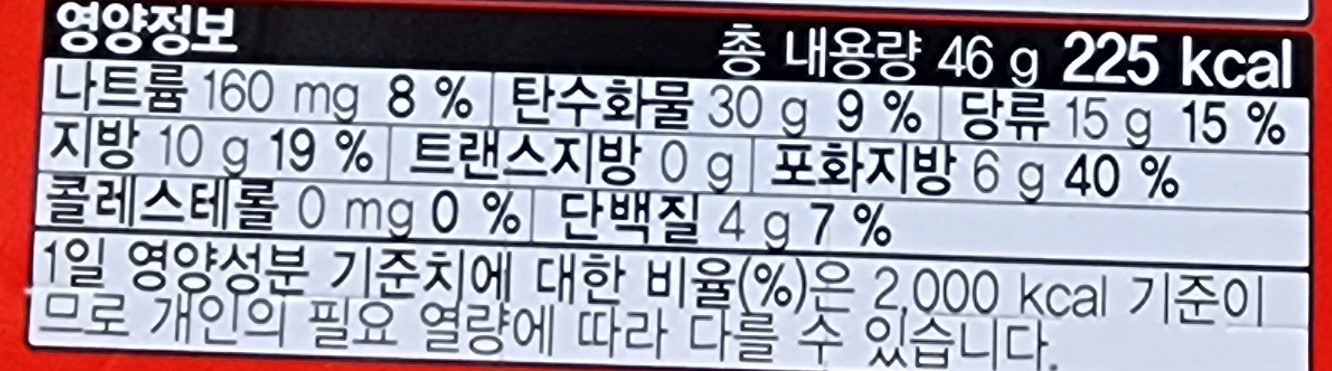 영양정보 총 내용량 46 g 225 kcal
나트륨 160 mg 8 % 탄수화물 30 g 9 % 당류 15 g 15 %
지방 10 g 19 % 트랜스지방 0 g 포화지방 6 g 40 %
콜레스테롤 0 mg 0 % 단백질 4 g 7 %
1일 영양성분 기준치에 대한 비율(%)은 2,000 kcal 기준이
므로 개인의 필요 열량에 따라 다를 수 있습니다.